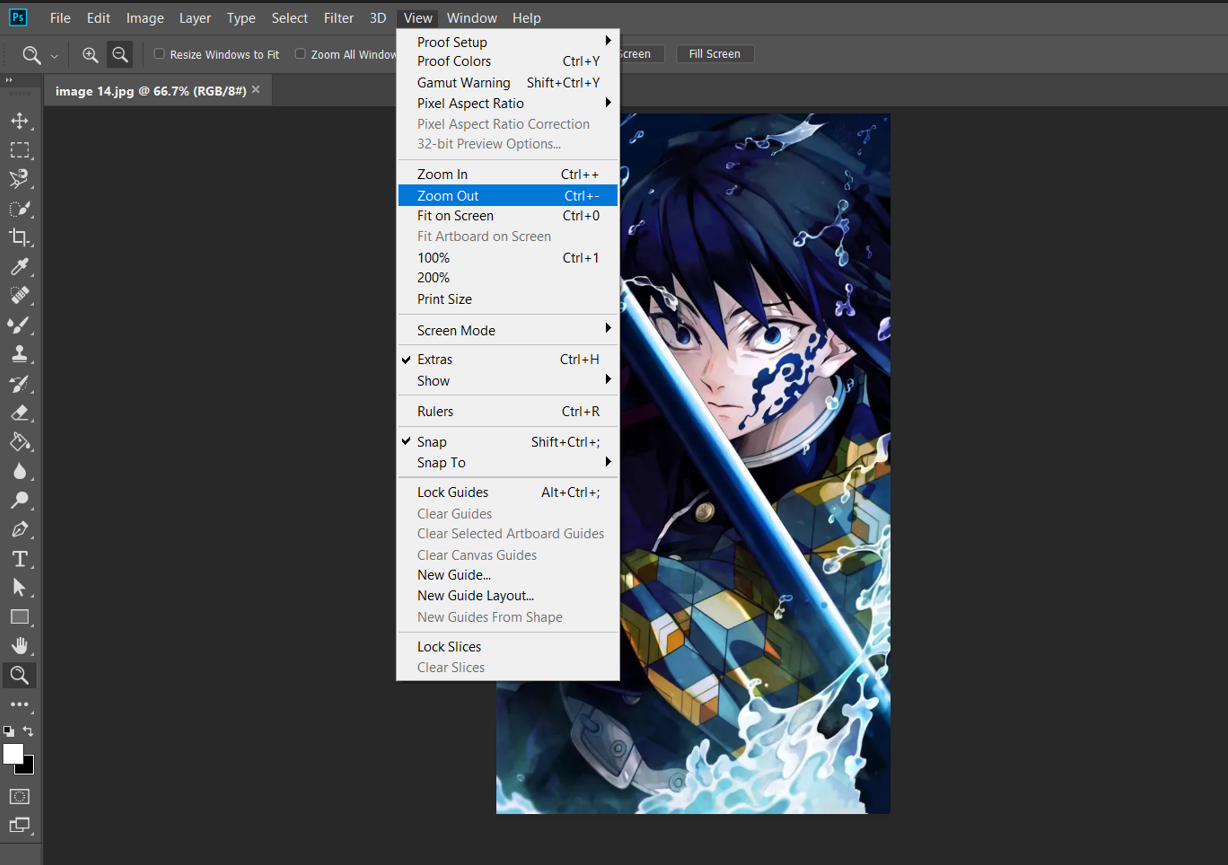 Ps File Edit Image Layer Type Select Filter 3D View Window Help
Resize Windows to Fit Zoom All Window Screen Fill Screen
image 14.jpg @ 66.7% (RGB/8#) ×
Proof Setup
Proof Colors Ctrl+Y
Gamut Warning Shift+Ctrl+Y
Pixel Aspect Ratio
Pixel Aspect Ratio Correction
32-bit Preview Options...
Zoom In Ctrl++
Zoom Out Ctrl+-
Fit on Screen Ctrl+0
Fit Artboard on Screen
100% Ctrl+1
200%
Print Size
Screen Mode
Extras Ctrl+H
Show
Rulers Ctrl+R
Snap Shift+Ctrl+;
Snap To
Lock Guides Alt+Ctrl+;
Clear Guides
Clear Selected Artboard Guides
Clear Canvas Guides
New Guide...
New Guide Layout...
New Guides From Shape
Lock Slices
Clear Slices